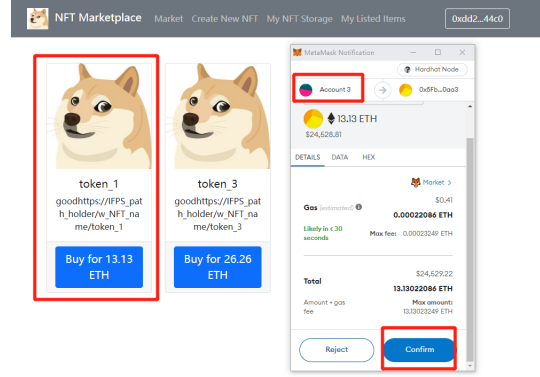 NFT Marketplace Market Create New NFT My NFT Storage My Listed Items 0xdd2...44c0
token_1
goodhttps://IFPS_pat
h_holder/w_NFT_na
me/token_1
Buy for 13.13
ETH
token_3
goodhttps://IFPS_pat
h_holder/w_NFT_na
me/token_3
Buy for 26.26
ETH
MetaMask Notification
Hardhat Node
Account 3
0x5Fb...0aa3
13.13 ETH
$24,528.81
DETAILS DATA HEX
Market >
Gas (estimated)
$0.41
0.00022086 ETH
Likely in < 30
seconds
Max fee: 0.00023249 ETH
Total
$24,529.22
13.13022086 ETH
Amount + gas
fee
Max amount:
13.13023249 ETH
Reject
Confirm